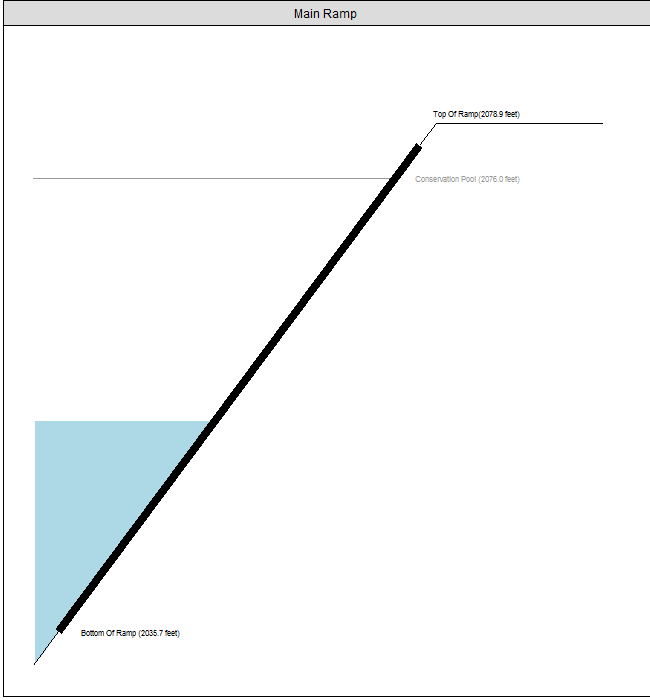 Main Ramp
Top Of Ramp(2078.9 feet)
Conservation Pool (2076.0 feet)
Bottom Of Ramp (2035.7 feet)